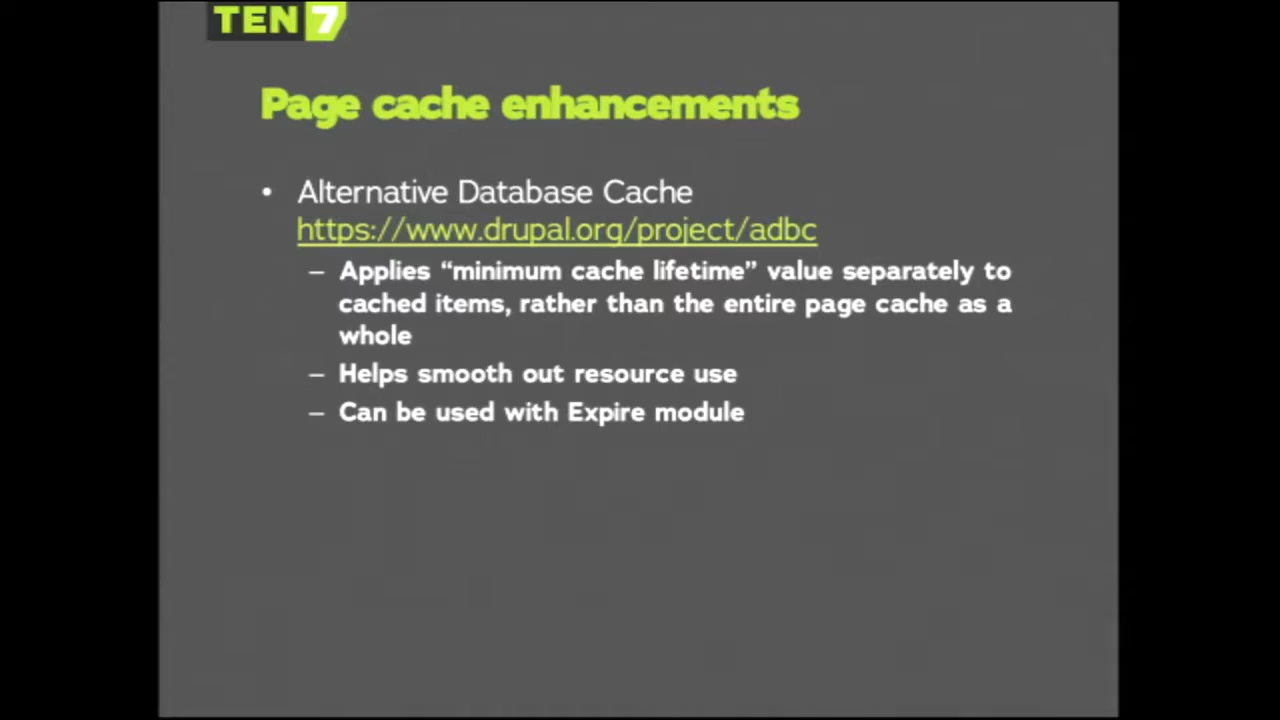 TEN 7
Page cache enhancements
• Alternative Database Cache
https://www.drupal.org/project/adbc
– Applies “minimum cache lifetime” value separately to
cached items, rather than the entire page cache as a
whole
– Helps smooth out resource use
– Can be used with Expire module